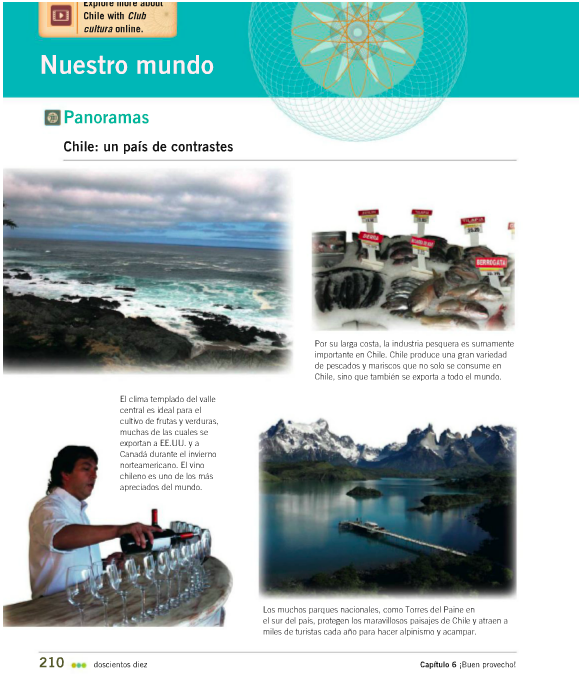 Explore more about
Chile with Club
cultura online.
Nuestro mundo
Panoramas
Chile: un país de contrastes
BERRUGATA
Por su larga costa, la industria pesquera es sumamente
importante en Chile. Chile produce una gran variedad
de pescados y mariscos que no solo se consume en
Chile, sino que también se exporta a todo el mundo.
El clima templado del valle
central es ideal para el
cultivo de frutas y verduras,
muchas de las cuales se
exportan a EE.UU. y a
Canadá durante el invierno
norteamericano. El vino
chileno es uno de los más
apreciados del mundo.
Los muchos parques nacionales, como Torres del Paine en
el sur del país, protegen los maravillosos paisajes de Chile y atraen a
miles de turistas cada año para hacer alpinismo y acampar.
210 doscientos diez
Capítulo 6 ¡Buen provecho!